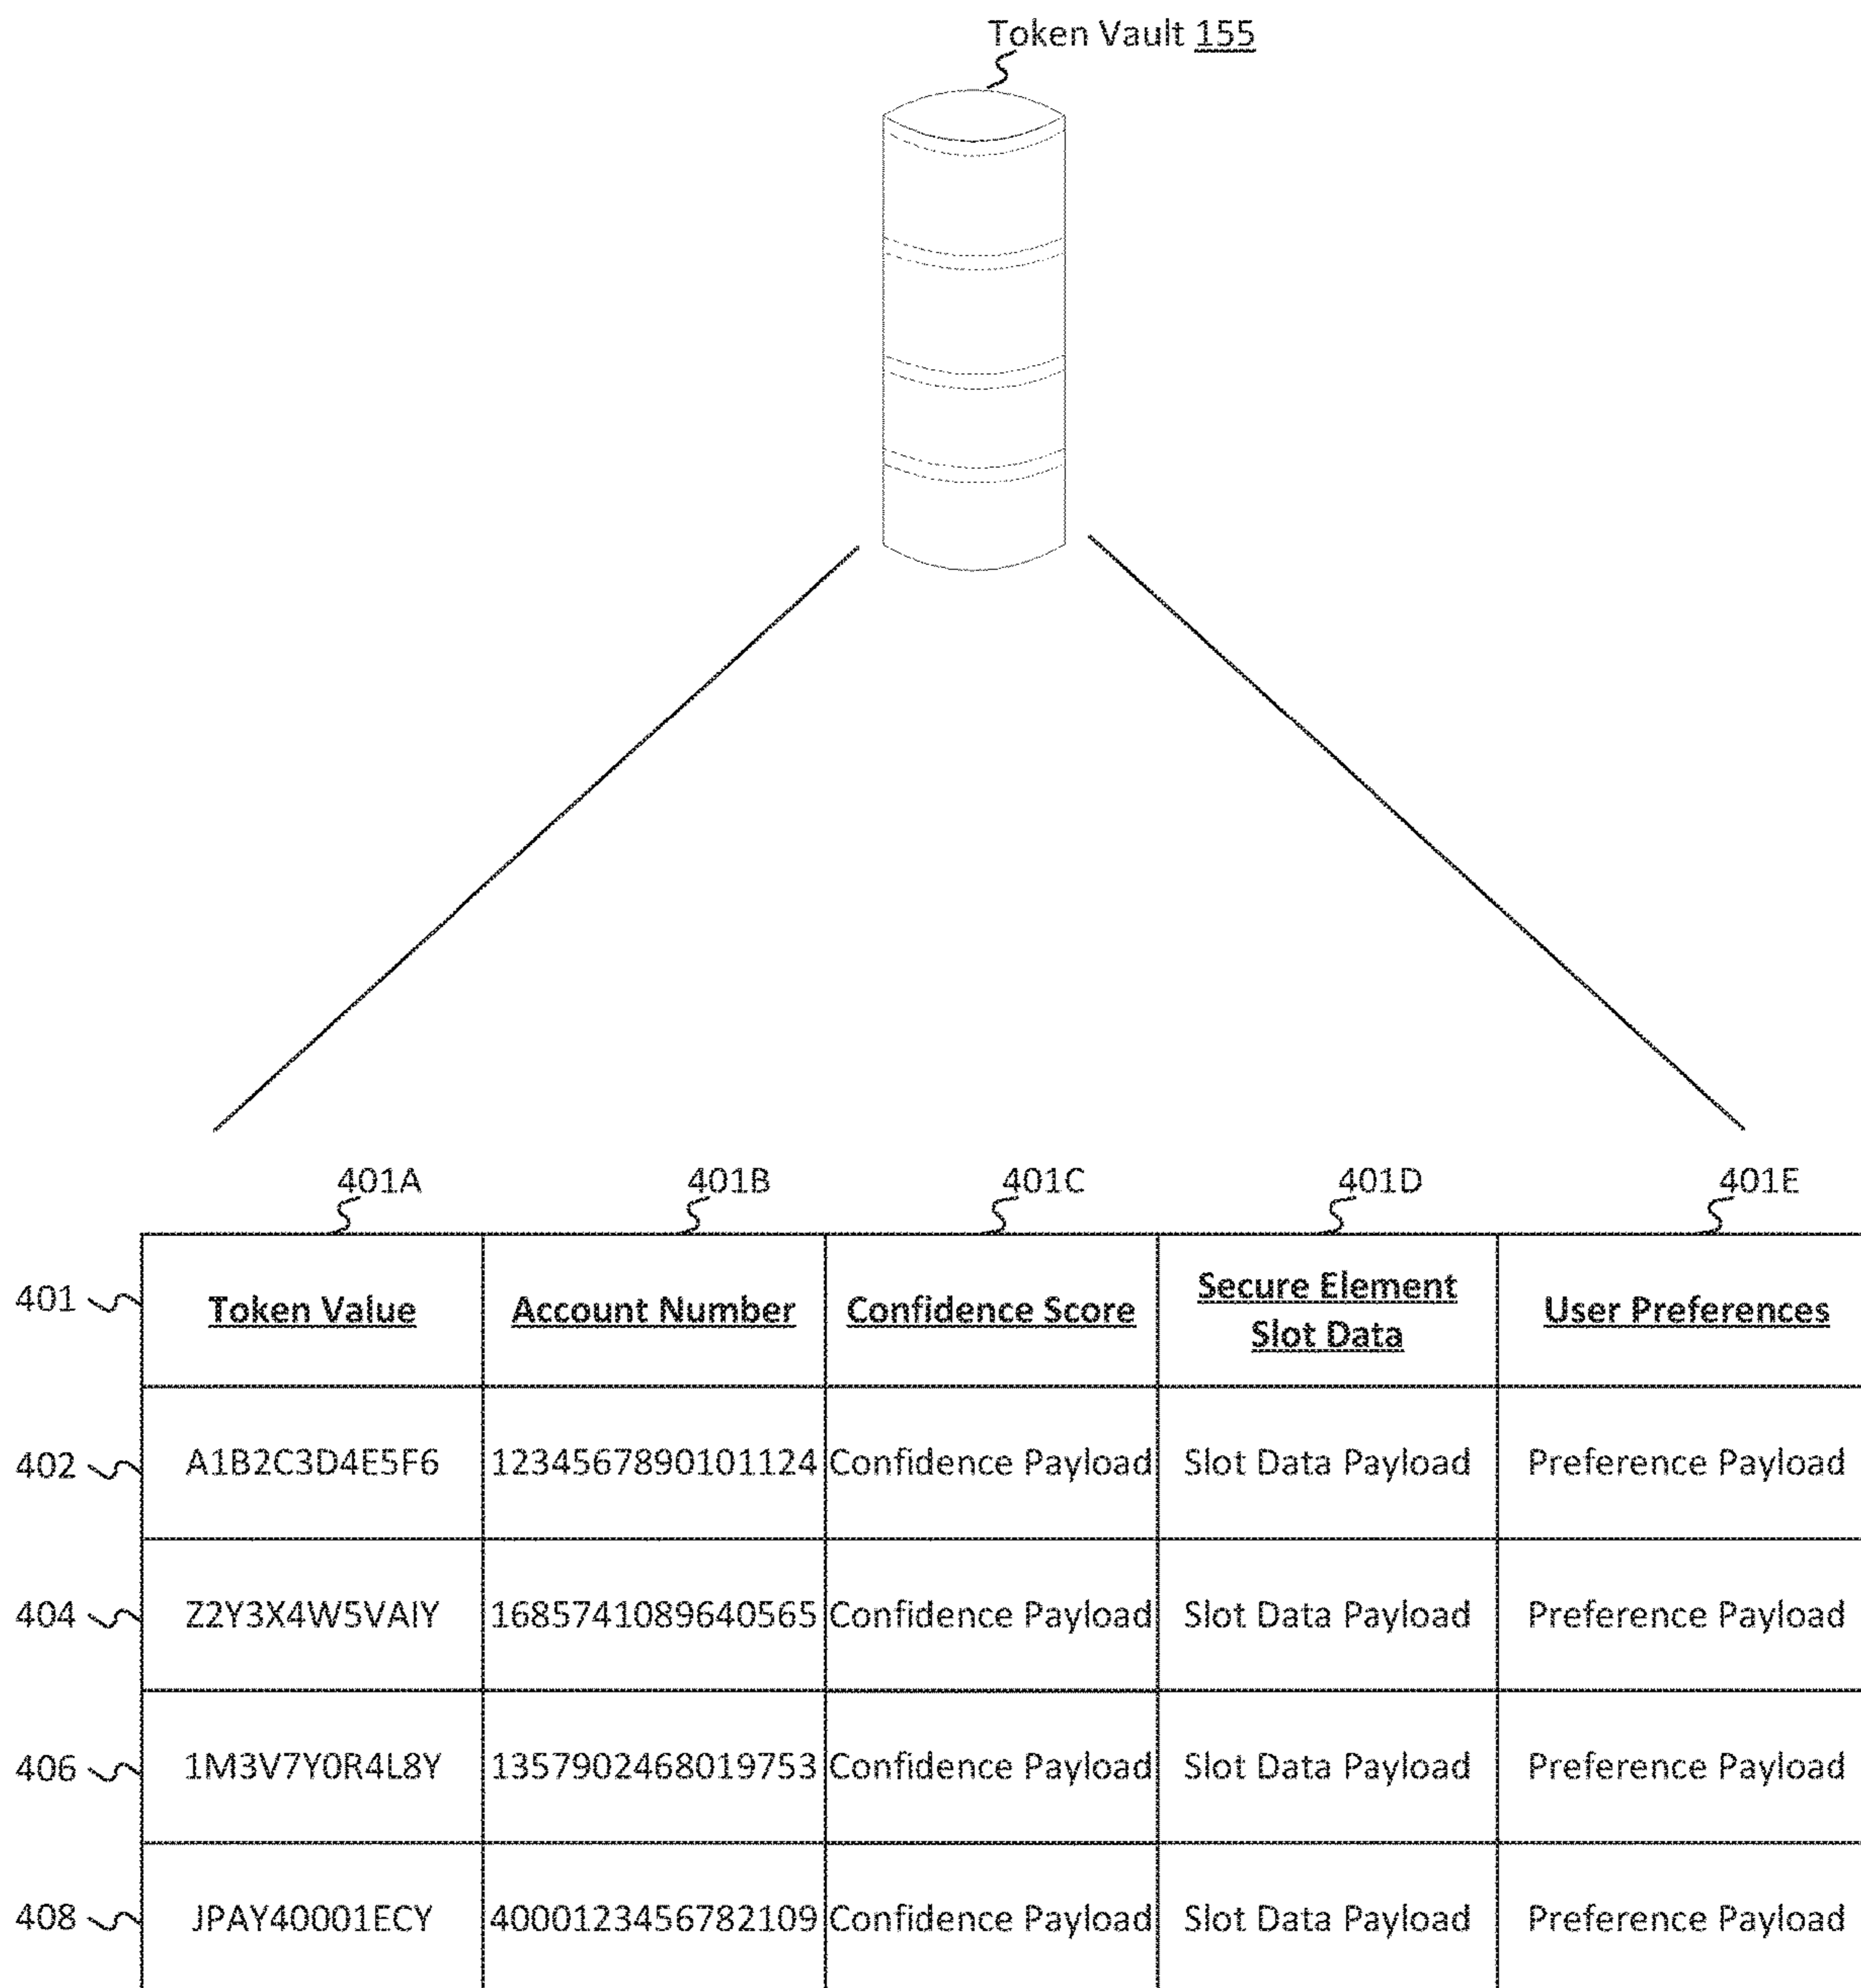 Token Vault 155
401A 401B 401C 401D 401E
401 Token Value Account Number Confidence Score Secure Element Slot Data User Preferences
402 A1B2C3D4E5F6 1234567890101124 Confidence Payload Slot Data Payload Preference Payload
404 Z2Y3X4W5VAIY 1685741089640565 Confidence Payload Slot Data Payload Preference Payload
406 1M3V7Y0R4L8Y 1357902468019753 Confidence Payload Slot Data Payload Preference Payload
408 JPAY40001ECY 4000123456782109 Confidence Payload Slot Data Payload Preference Payload